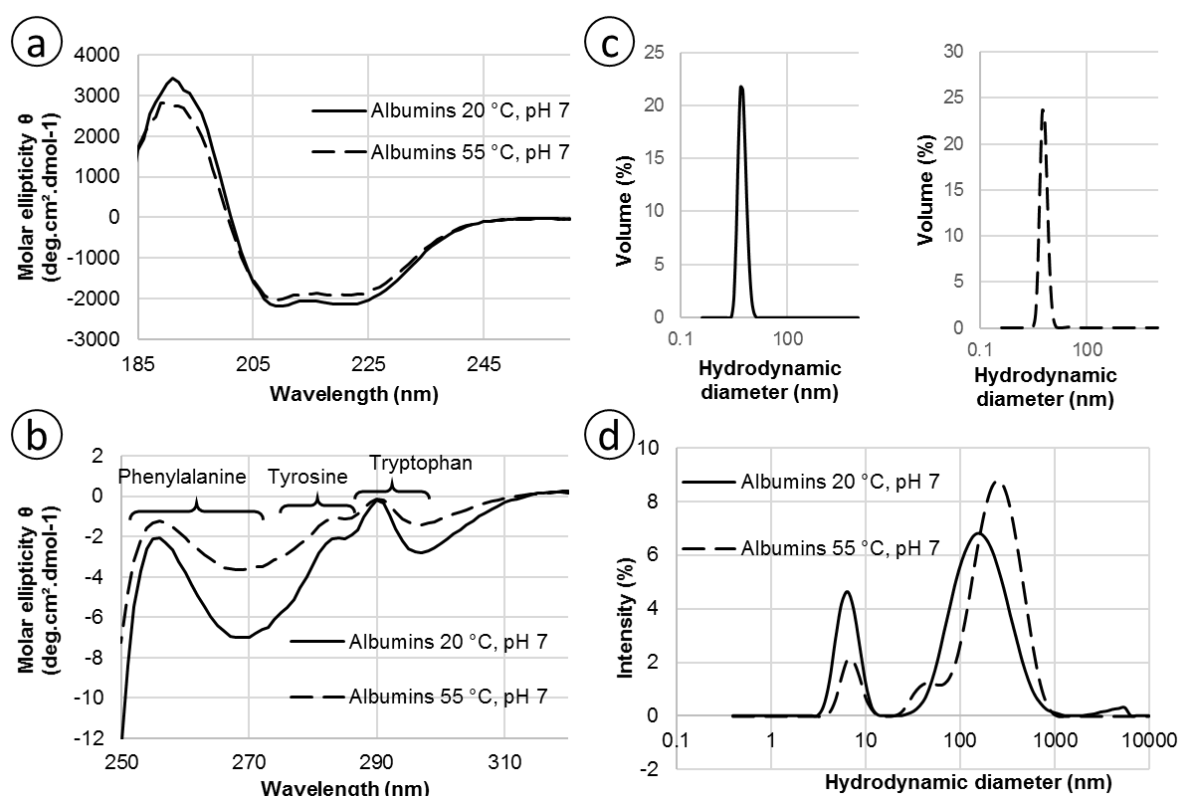 a
Molar ellipticity θ
(deg.cm².dmol-1)
4000
3000
2000
1000
0
-1000
-2000
-3000
Albumins 20 °C, pH 7
Albumins 55 °C, pH 7
185
205
225
245
Wavelength (nm)
c
Volume (%)
25
20
15
10
5
0
0.1
100
Hydrodynamic
diameter (nm)
Volume (%)
30
25
20
15
10
5
0
0.1
100
Hydrodynamic
diameter (nm)
b
Molar ellipticity θ
(deg.cm².dmol-1)
2
0
-2
-4
-6
-8
-10
-12
Phenylalanine
Tyrosine
Tryptophan
Albumins 20 °C, pH 7
Albumins 55 °C, pH 7
250
270
290
310
Wavelength (nm)
d
Intensity (%)
10
8
6
4
2
0
-2
Albumins 20 °C, pH 7
Albumins 55 °C, pH 7
0.1
1
10
100
1000
10000
Hydrodynamic diameter (nm)